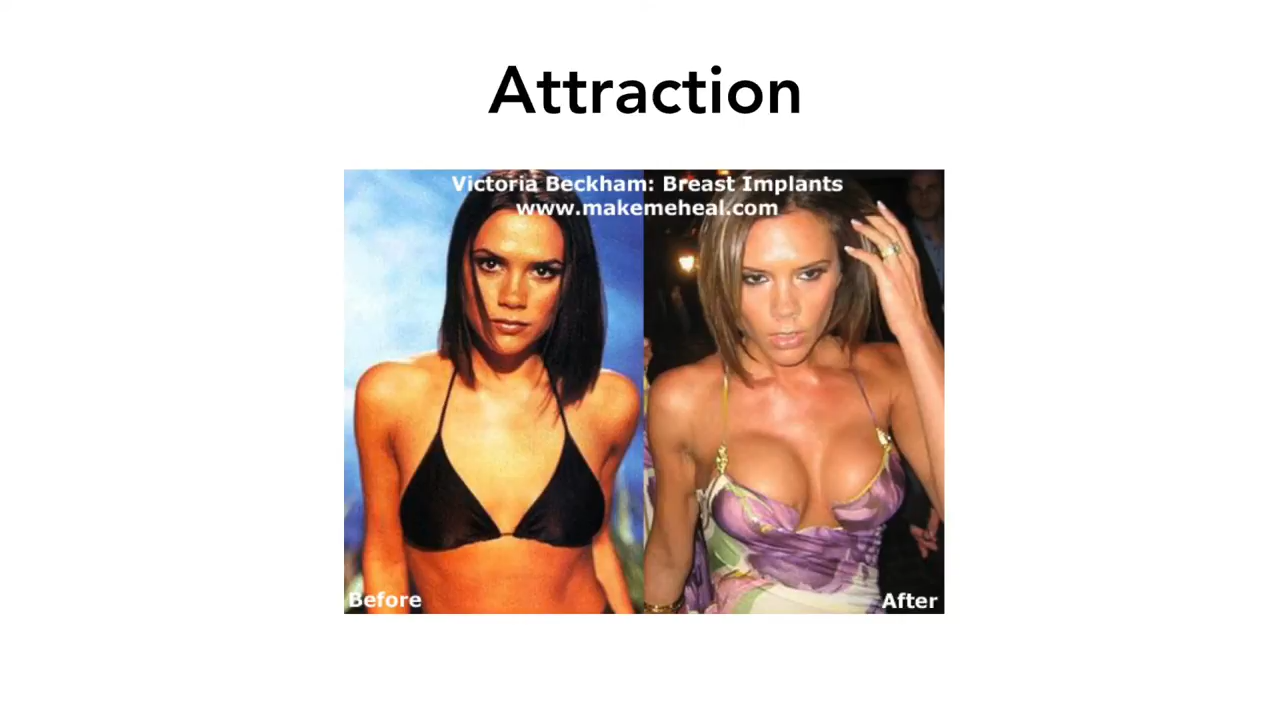 Attraction
Victoria Beckham: Breast Implants
www.makemeheal.com
Before
After